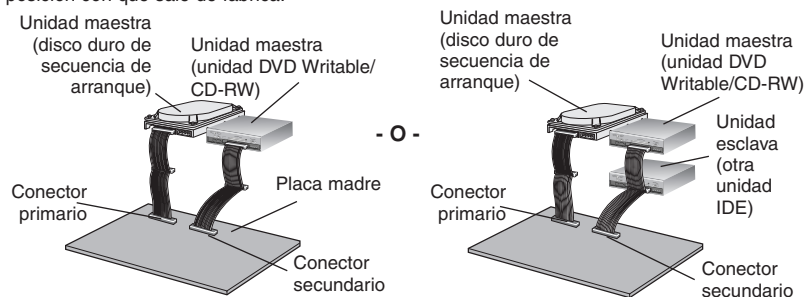 posición con que sale de fábrica.
Unidad maestra
(disco duro de
secuencia de
arranque)
Unidad maestra
(unidad DVD Writable/
CD-RW)
Conector
primario
Placa madre
Conector
secundario
- O -
Unidad maestra
(disco duro de
secuencia de
arranque)
Unidad maestra
(unidad DVD
Writable/CD-RW)
Unidad
esclava
(otra
unidad
IDE)
Conector
primario
Conector
secundario